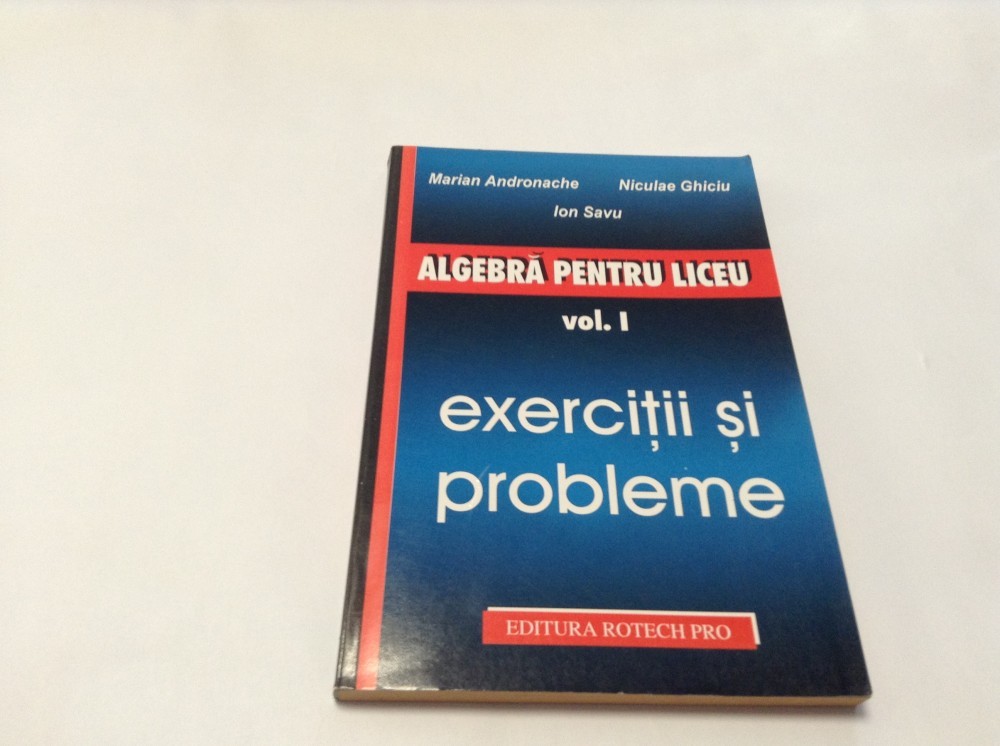 Marian Andronache Niculae Ghiciu
Ion Savu
ALGEBRĂ PENTRU LICEU
vol. I
exerciții și
probleme
EDITURA ROTECH PRO